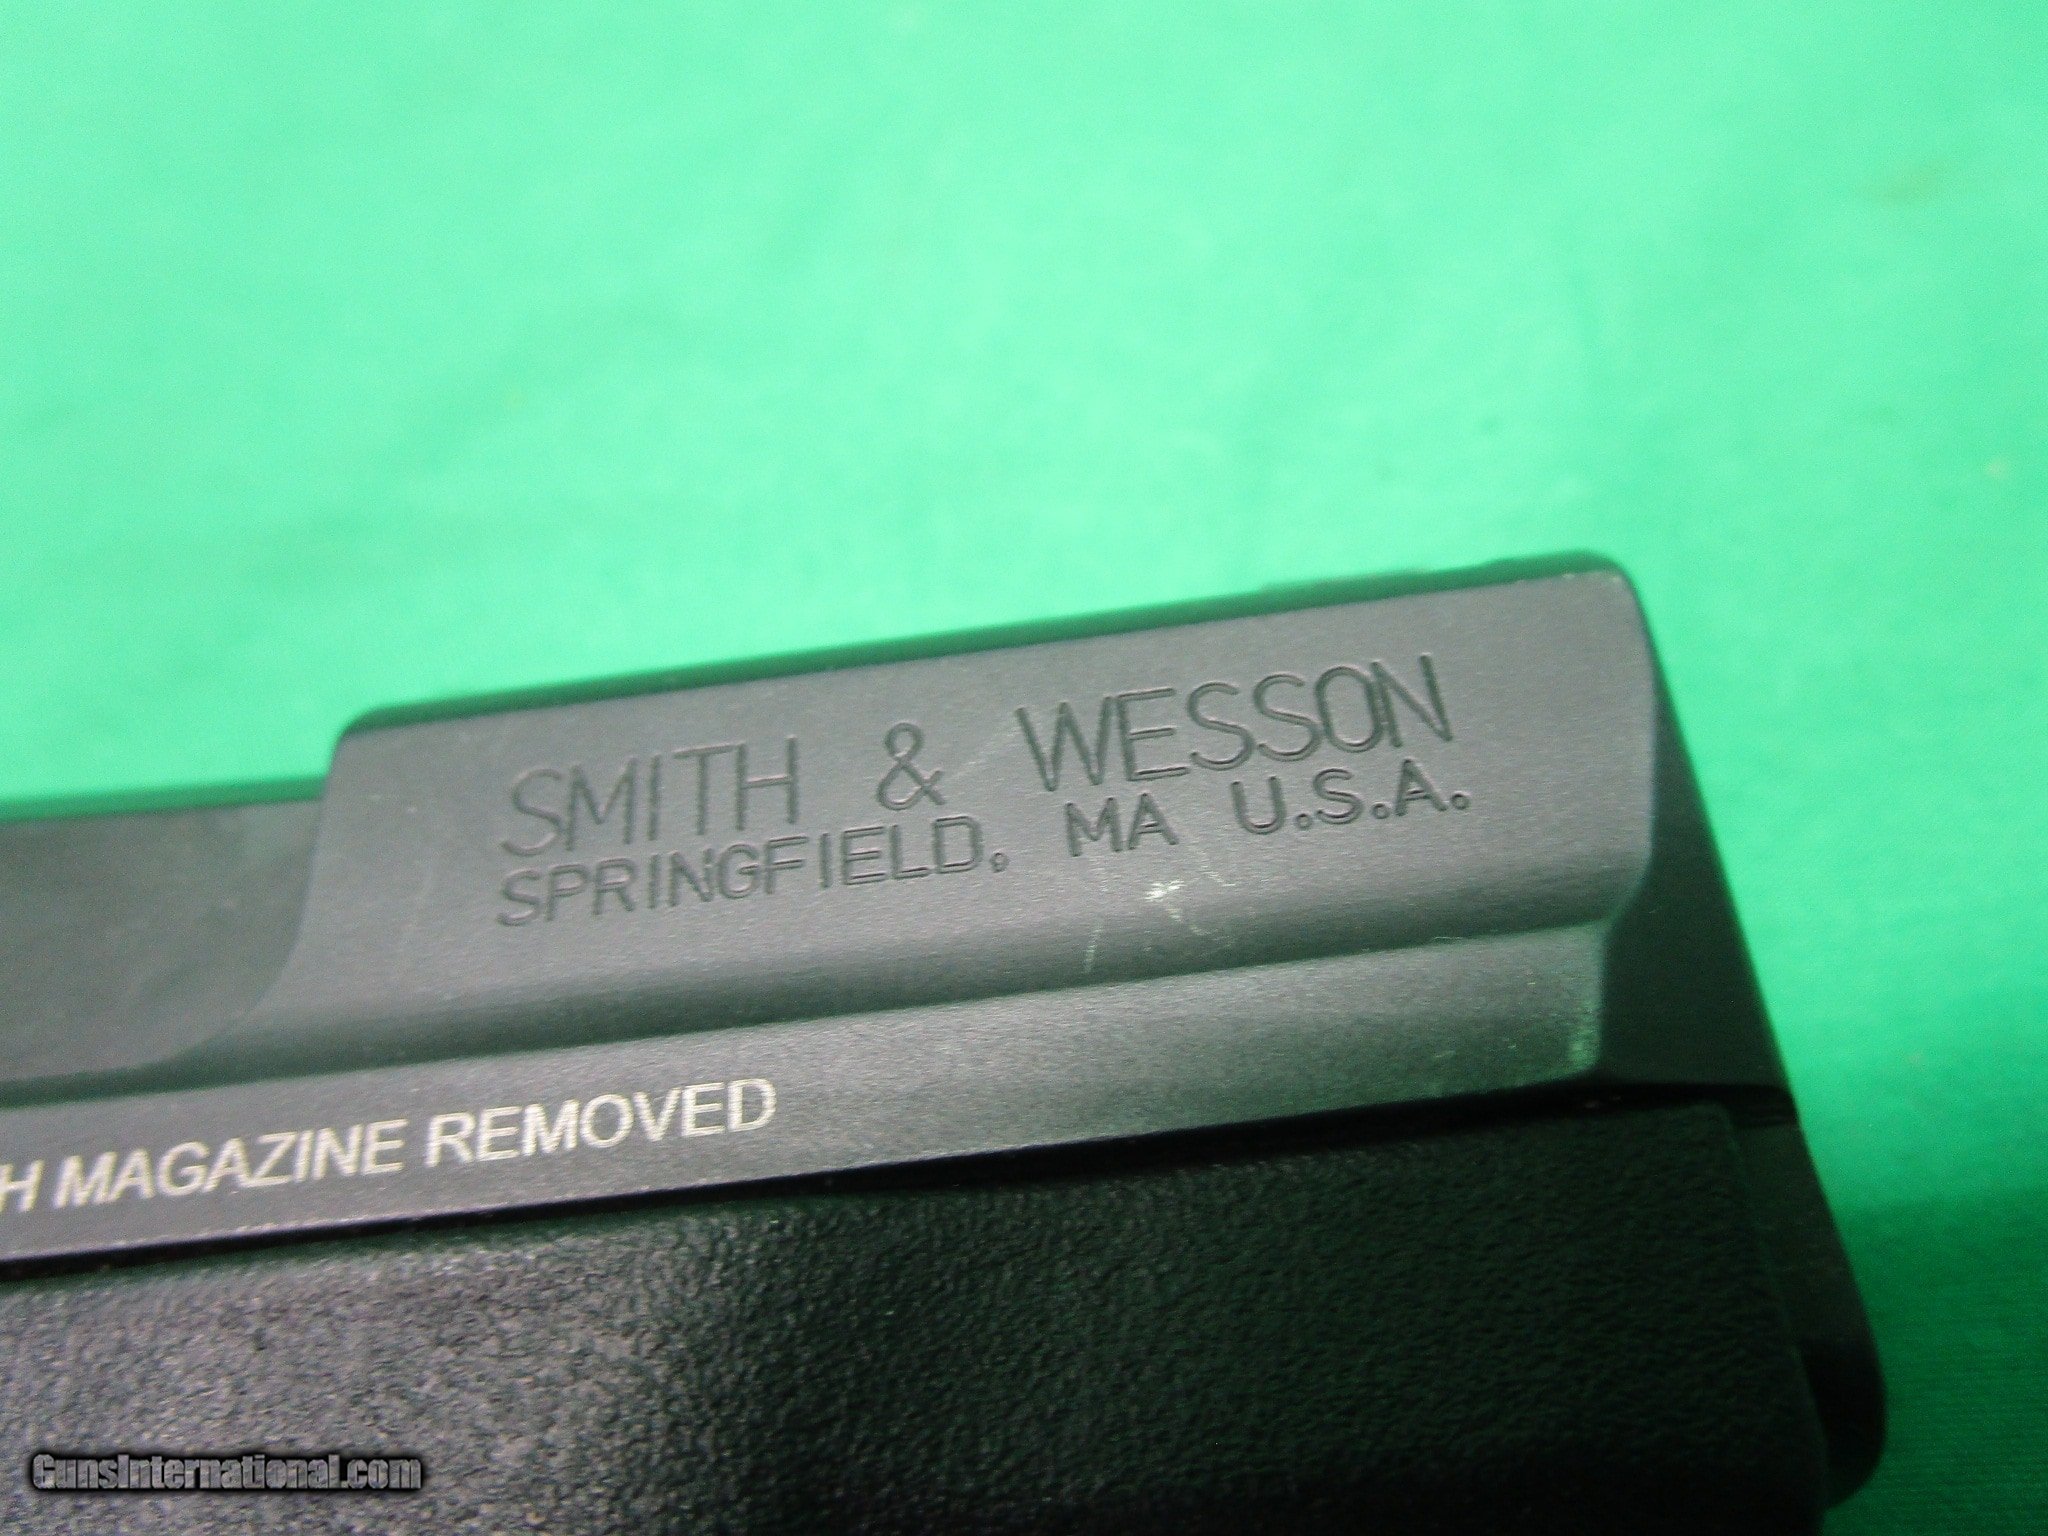 SMITH & WESSON
SPRINGFIELD, MA U.S.A.
H MAGAZINE REMOVED
GunsInternational.com